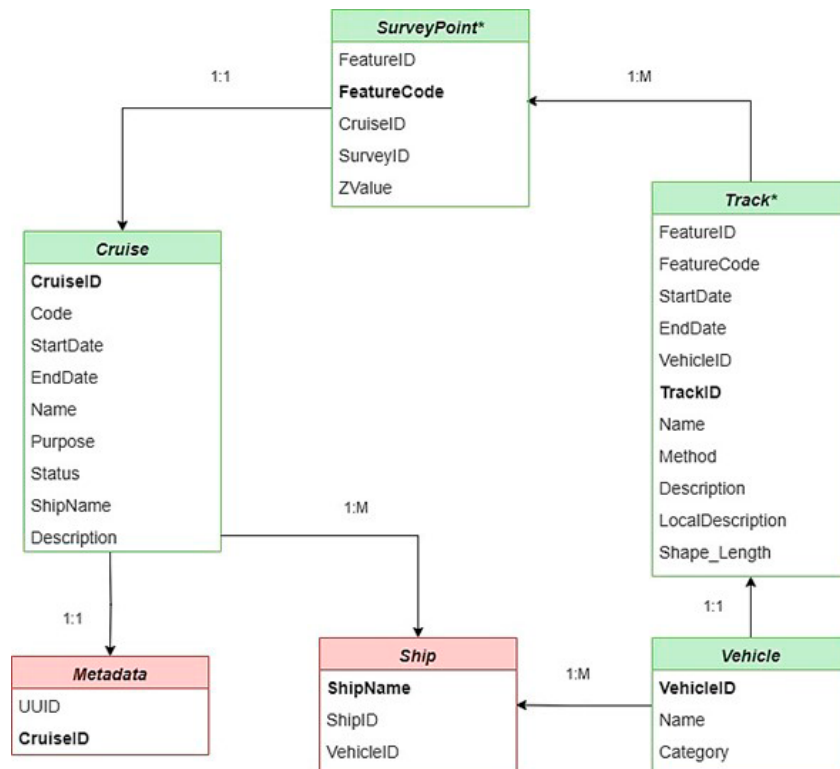 SurveyPoint*
FeatureID
FeatureCode
CruiseID
SurveyID
ZValue
1:1
1:M
Track*
FeatureID
FeatureCode
StartDate
EndDate
VehicleID
TrackID
Name
Method
Description
LocalDescription
Shape_Length
Cruise
CruiseID
Code
StartDate
EndDate
Name
Purpose
Status
ShipName
Description
1:M
1:1
1:1
Metadata
UUID
CruiseID
Ship
ShipName
ShipID
VehicleID
1:M
Vehicle
VehicleID
Name
Category